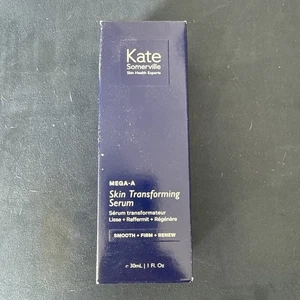 Kate
Somerville
Skin Health Experts
MEGA-A
Skin Transforming
Serum
Sérum transformateur
Lisse + Raffermit + Régénère
SMOOTH + FIRM + RENEW
℮ 30mL | 1 Fl. Oz